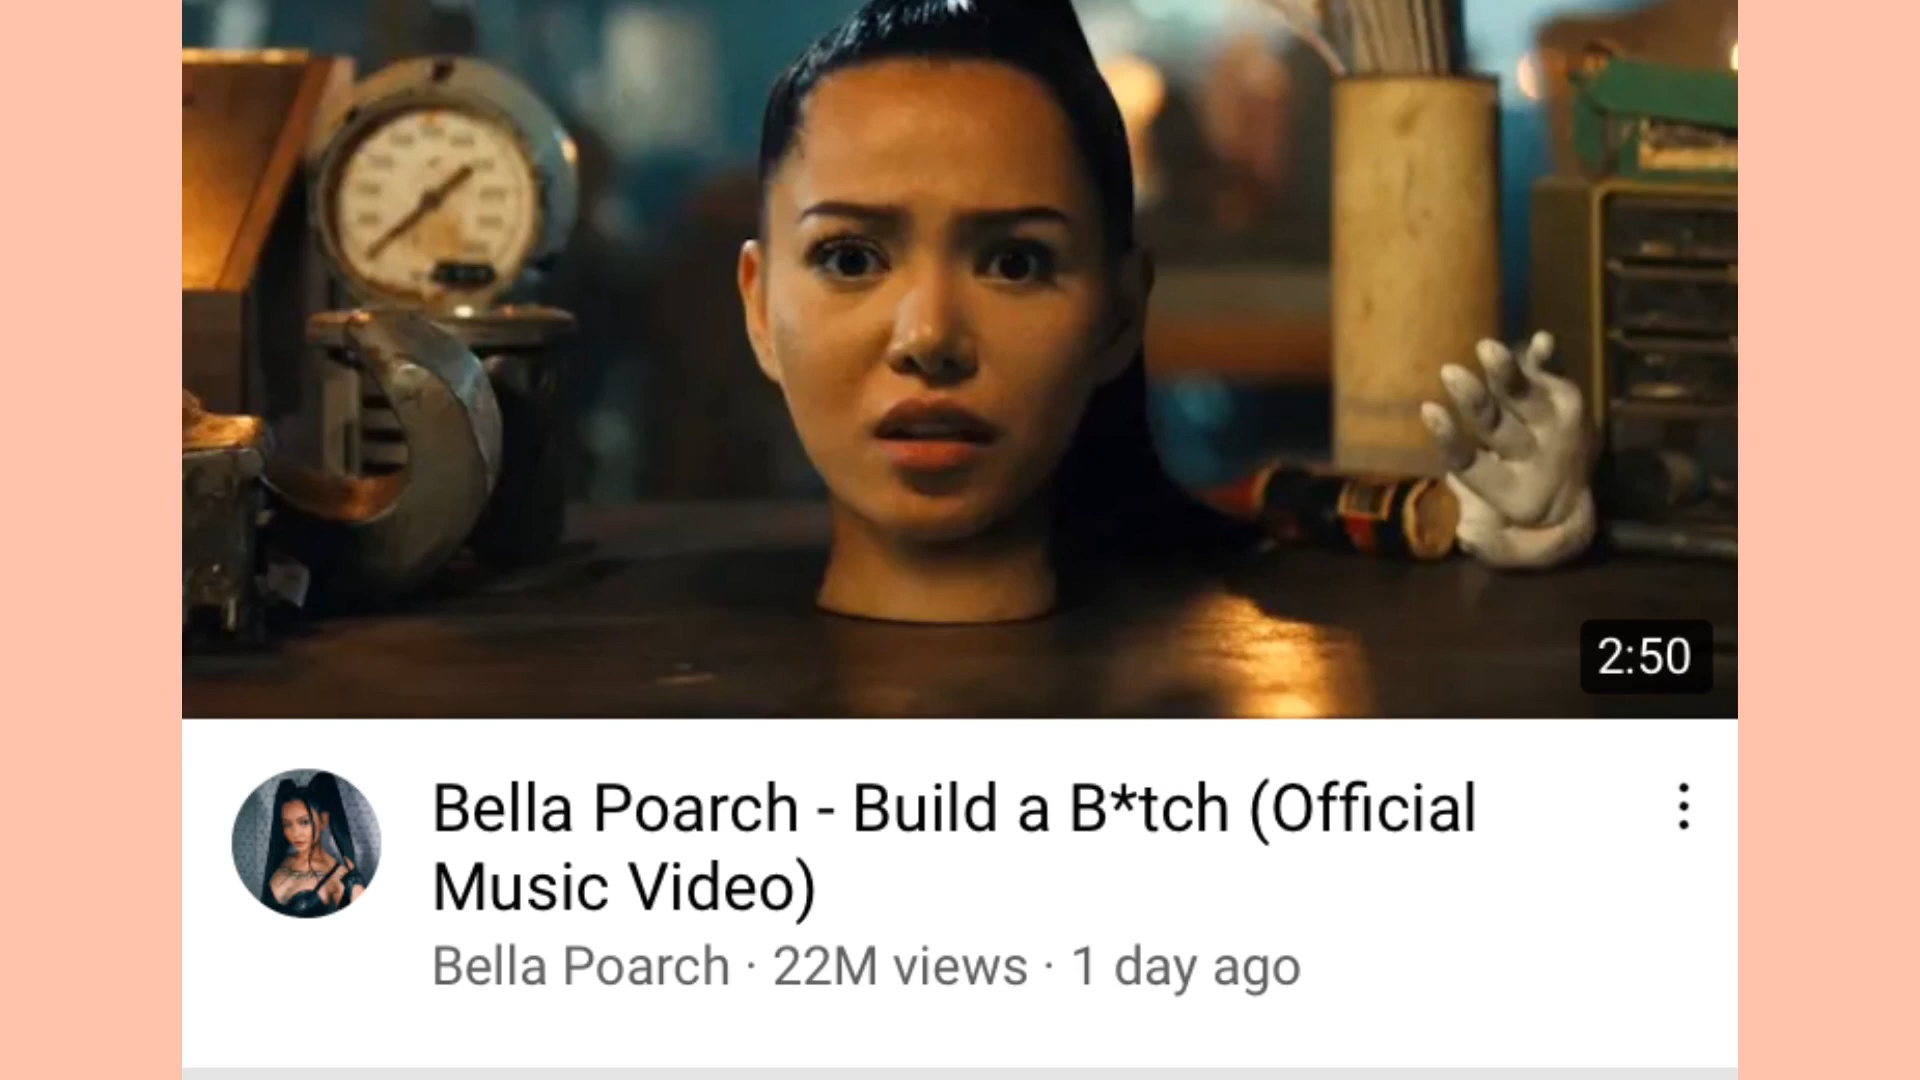 2:50
Bella Poarch - Build a B*tch (Official
Music Video)
Bella Poarch · 22M views · 1 day ago